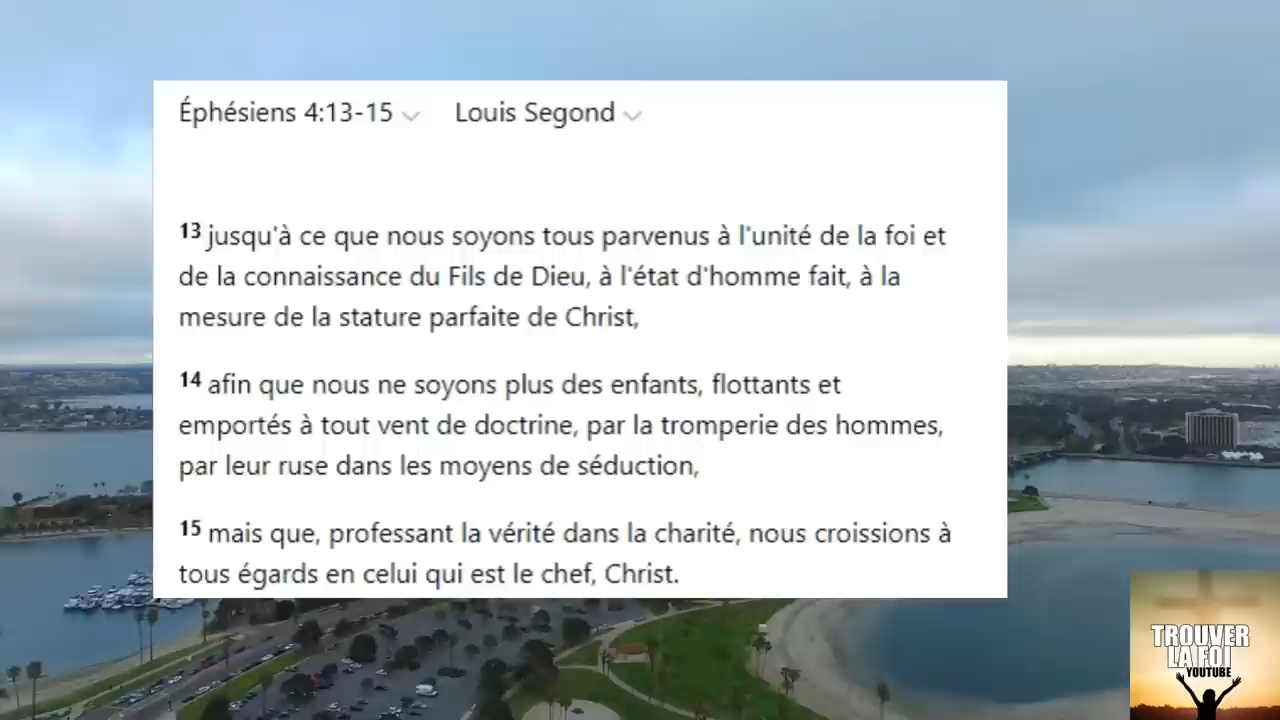 Éphésiens 4:13-15 Louis Segond
13 jusqu'à ce que nous soyons tous parvenus à l'unité de la foi et
de la connaissance du Fils de Dieu, à l'état d'homme fait, à la
mesure de la stature parfaite de Christ,
14 afin que nous ne soyons plus des enfants, flottants et
emportés à tout vent de doctrine, par la tromperie des hommes,
par leur ruse dans les moyens de séduction,
15 mais que, professant la vérité dans la charité, nous croissions à
tous égards en celui qui est le chef, Christ.
TROUVER
LA FOI
YOUTUBE